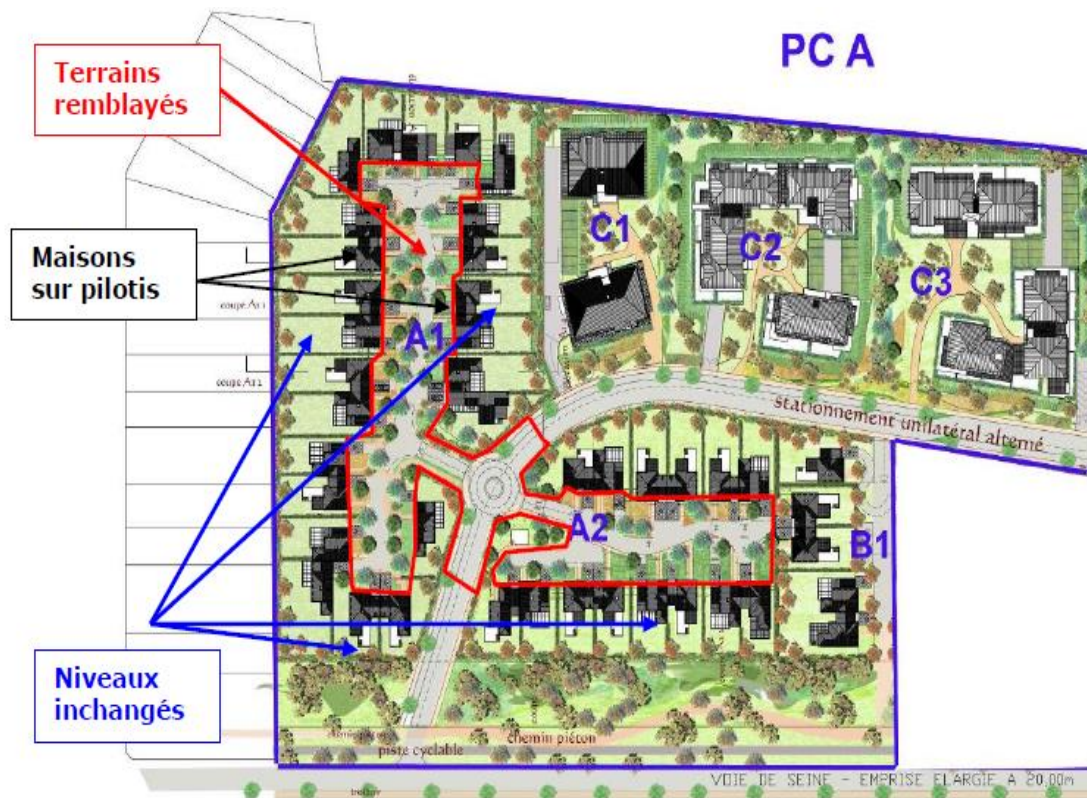 PC A
Terrains
remblayés
Maisons
sur pilotis
C1
C2
C3
A1
stationnement unilatéral alterné
A2
B1
Niveaux
inchangés
chemin piéton
piste cyclable
VOIE DE SEINE - EMPRISE ELARGIE A 20,00m